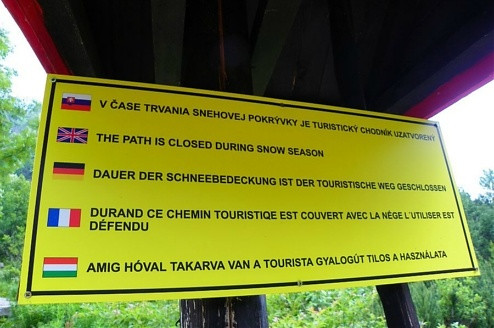 V ČASE TRVANIA SNEHOVEJ POKRÝVKY JE TURISTICKÝ CHODNÍK UZATVORENÝ
THE PATH IS CLOSED DURING SNOW SEASON
DAUER DER SCHNEEBEDECKUNG IST DER TOURISTISCHE WEG GESCHLOSSEN
DURAND CE CHEMIN TOURISTIQE EST COUVERT AVEC LA NÉGE L´UTILISER EST
DÉFENDU
AMIG HÓVAL TAKARVA VAN A TOURISTA GYALOGÚT TILOS A HASZNÁLATA